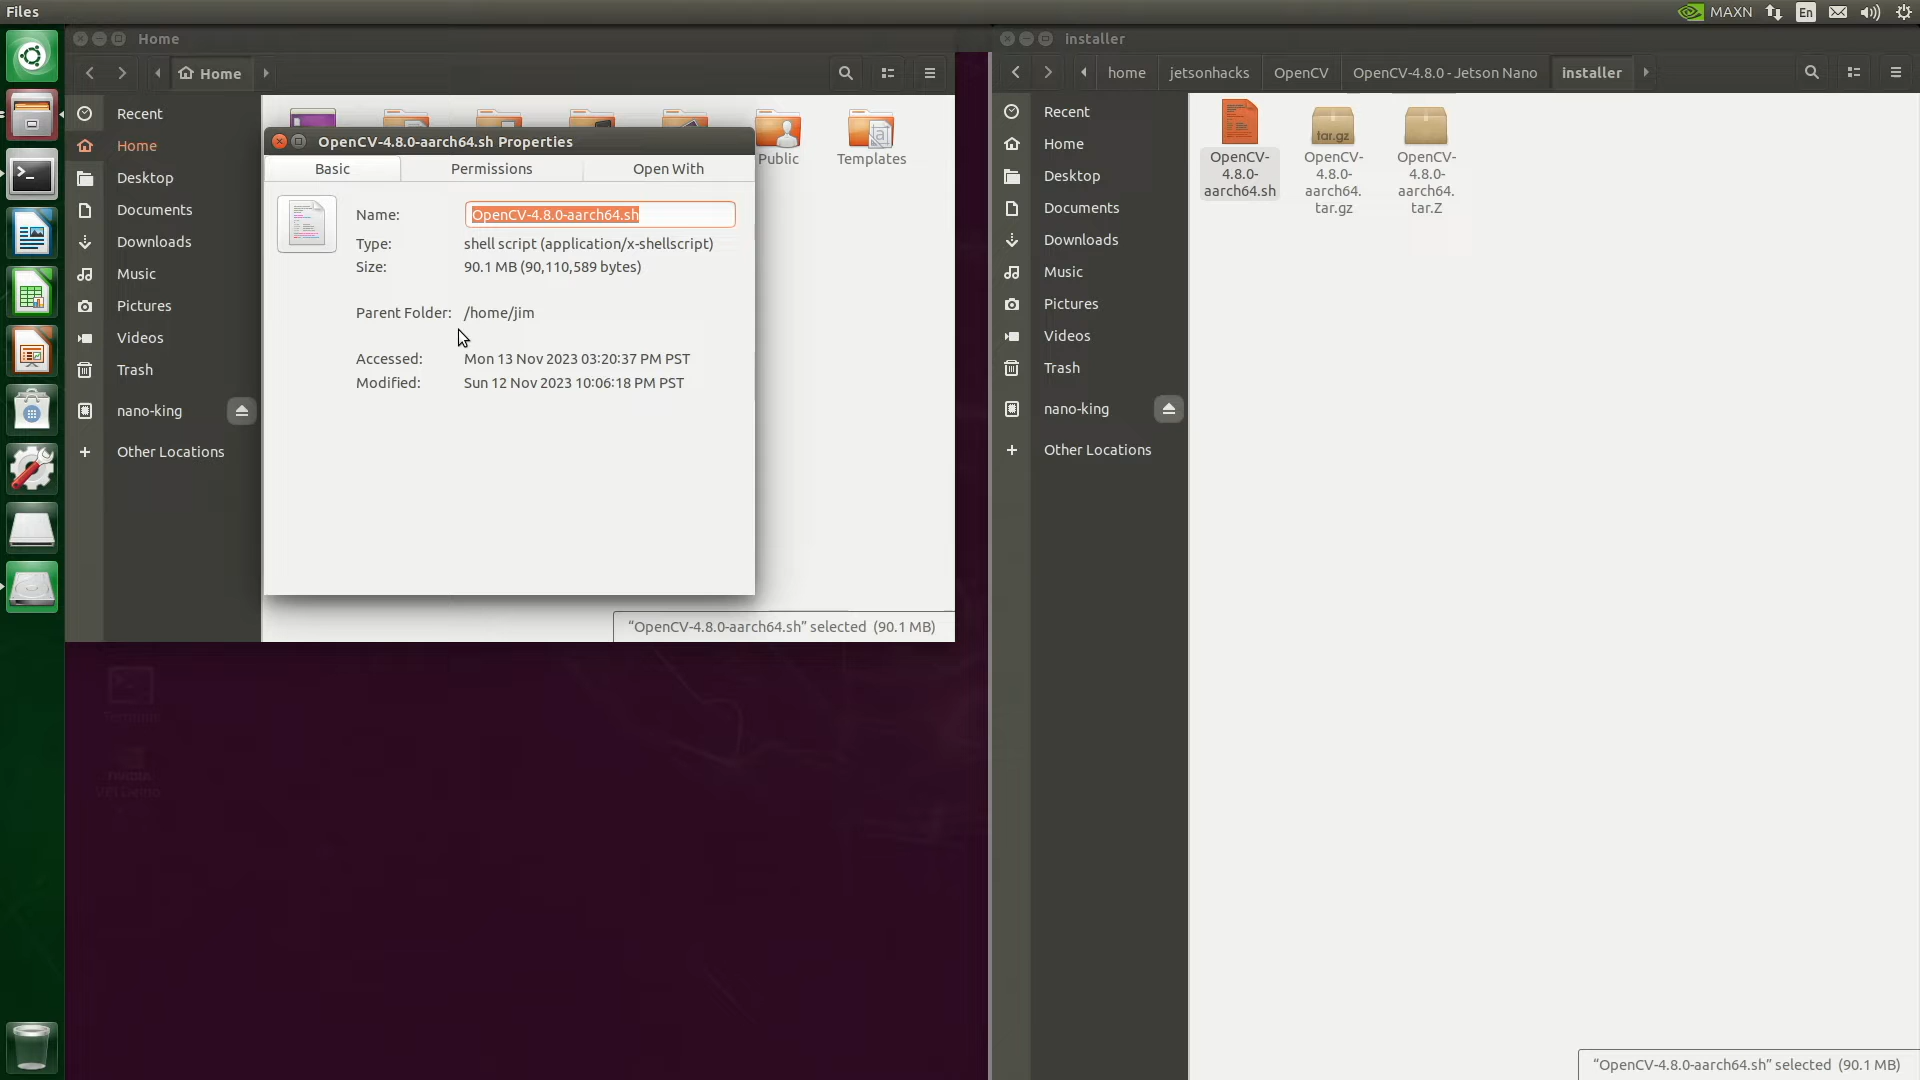 Files
MAXN
En
Home
Home
Recent
Home
Desktop
Documents
Downloads
Music
Pictures
Videos
Trash
nano-king
Other Locations
Public
Templates
OpenCV-4.8.0-aarch64.sh Properties
Basic
Permissions
Open With
Name:
OpenCV-4.8.0-aarch64.sh
Type:
shell script (application/x-shellscript)
Size:
90.1 MB (90,110,589 bytes)
Parent Folder:
/home/jim
Accessed:
Mon 13 Nov 2023 03:20:37 PM PST
Modified:
Sun 12 Nov 2023 10:06:18 PM PST
“OpenCV-4.8.0-aarch64.sh” selected (90.1 MB)
Terminal
NVIDIA
VPI Demo
installer
home
jetsonhacks
OpenCV
OpenCV-4.8.0 - Jetson Nano
installer
Recent
Home
Desktop
Documents
Downloads
Music
Pictures
Videos
Trash
nano-king
Other Locations
OpenCV-
4.8.0-
aarch64.sh
tar.gz
OpenCV-
4.8.0-
aarch64.
tar.gz
OpenCV-
4.8.0-
aarch64.
tar.Z
“OpenCV-4.8.0-aarch64.sh” selected (90.1 MB)